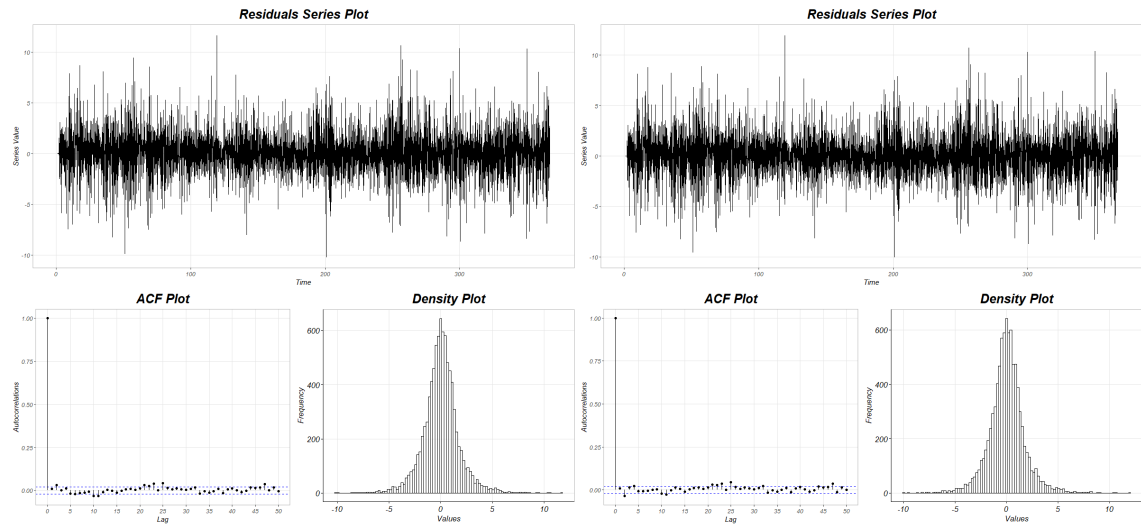 Residuals Series Plot
10
5
0
-5
-10
Series Value
0
100
200
300
Time
ACF Plot
1.00
0.75
0.50
0.25
0.00
Autocorrelations
0 5 10 15 20 25 30 35 40 45 50
Lag
Density Plot
600
400
200
0
Frequency
-10 -5 0 5 10
Values
Residuals Series Plot
10
5
0
-5
-10
Series Value
0
100
200
300
Time
ACF Plot
1.00
0.75
0.50
0.25
0.00
Autocorrelations
0 5 10 15 20 25 30 35 40 45 50
Lag
Density Plot
600
400
200
0
Frequency
-10 -5 0 5 10
Values